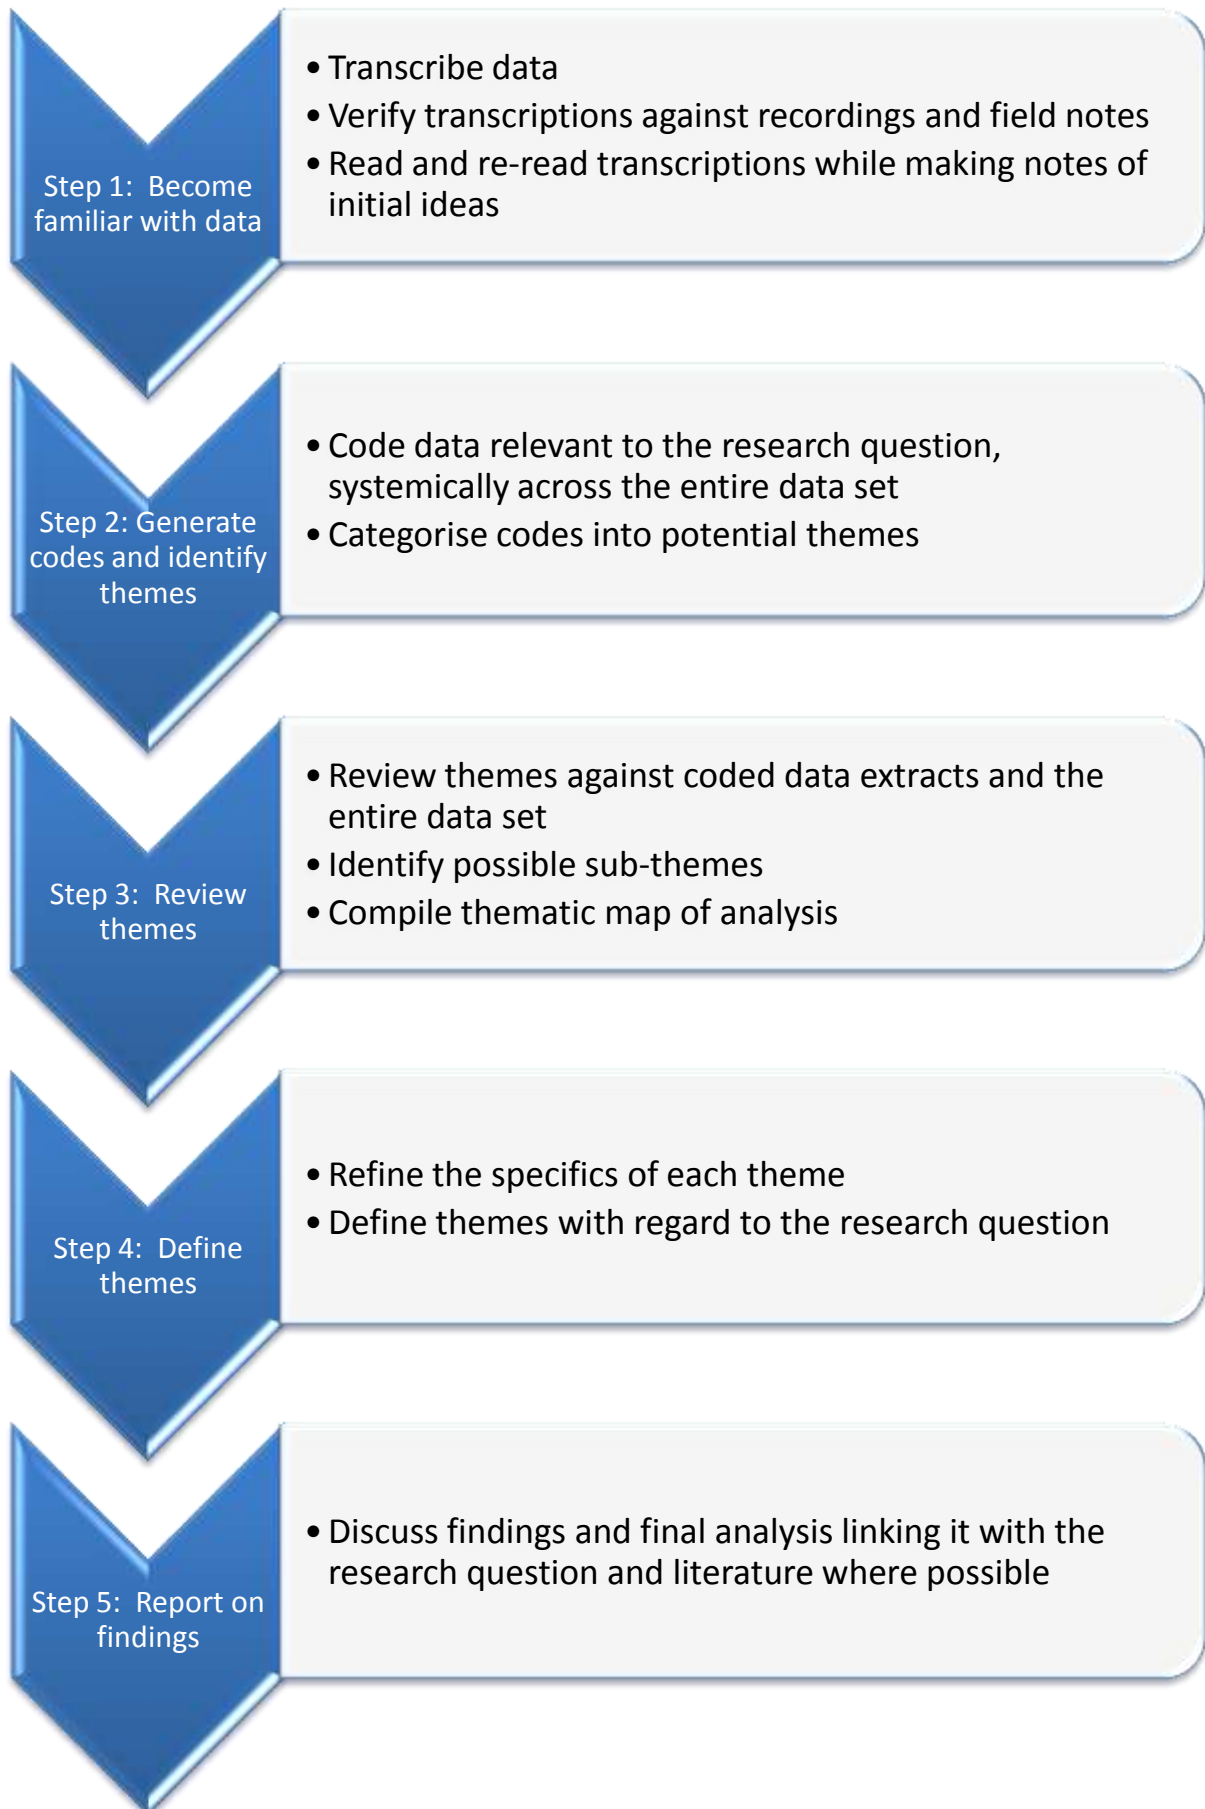 Step 1:  Become
familiar with data
• Transcribe data
• Verify transcriptions against recordings and field notes
• Read and re-read transcriptions while making notes of
initial ideas
Step 2: Generate
codes and identify
themes
• Code data relevant to the research question,
systemically across the entire data set
• Categorise codes into potential themes
Step 3:  Review
themes
• Review themes against coded data extracts and the
entire data set
• Identify possible sub-themes
• Compile thematic map of analysis
Step 4:  Define
themes
• Refine the specifics of each theme
• Define themes with regard to the research question
Step 5:  Report on
findings
• Discuss findings and final analysis linking it with the
research question and literature where possible